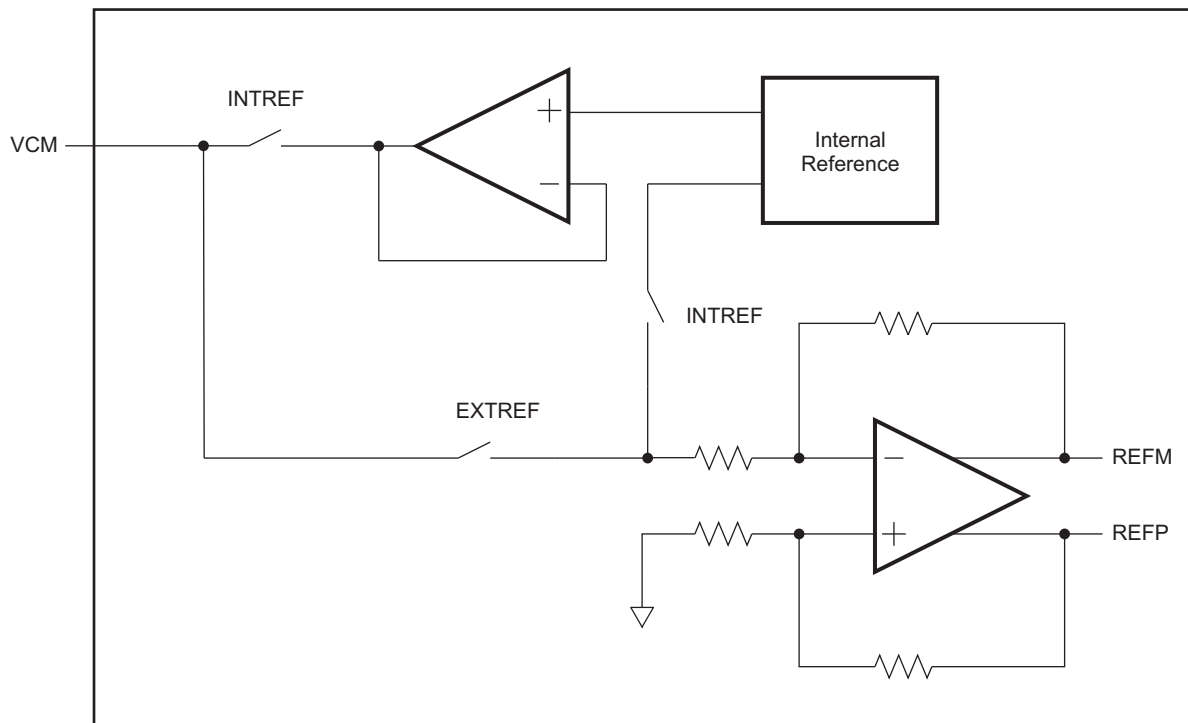 INTREF
VCM
+
−
Internal
Reference
INTREF
EXTREF
−
+
REFM
REFP